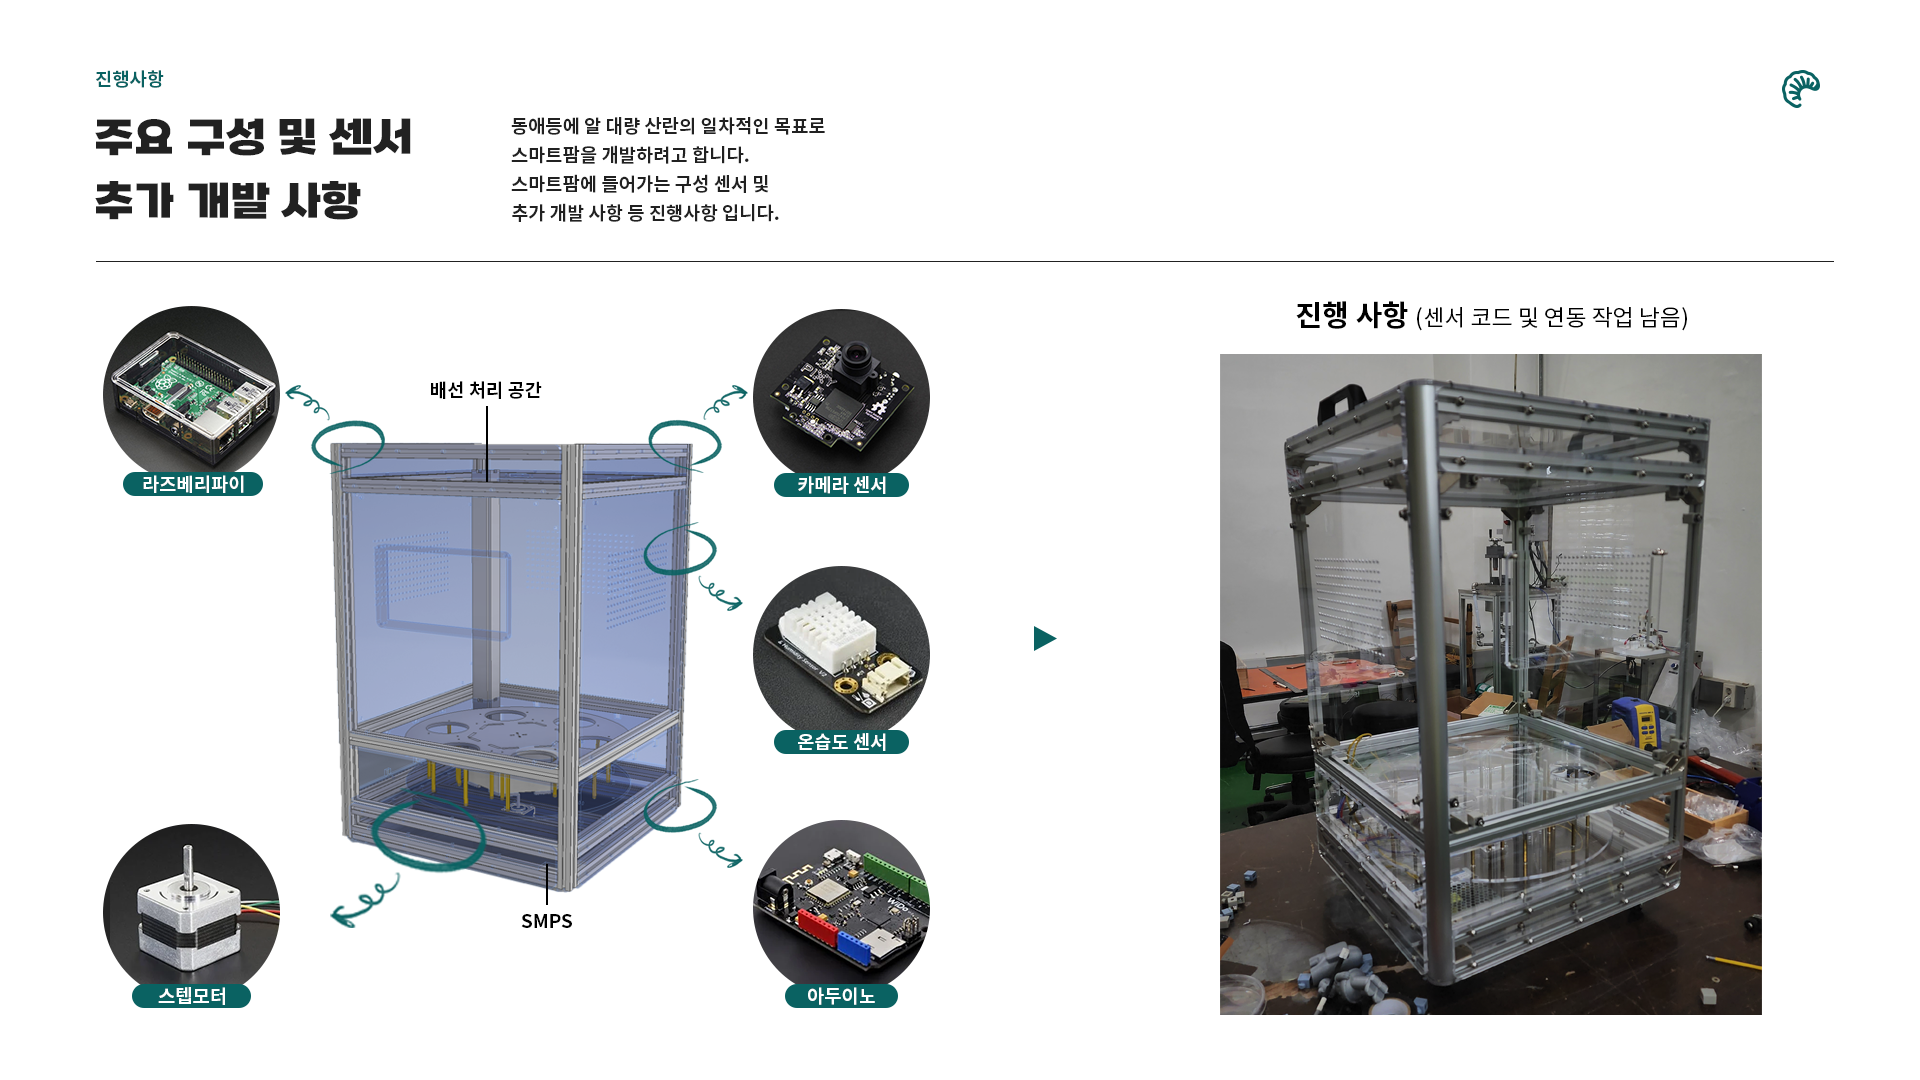 진행사항
주요 구성 및 센서
추가 개발 사항
동애등에 알 대량 산란의 일차적인 목표로
스마트팜을 개발하려고 합니다.
스마트팜에 들어가는 구성 센서 및
추가 개발 사항 등 진행사항 입니다.
진행 사항 (센서 코드 및 연동 작업 남음)
배선 처리 공간
라즈베리파이
카메라 센서
Humidity Sensor V2
온습도 센서
WiDo
SMPS
스텝모터
아두이노